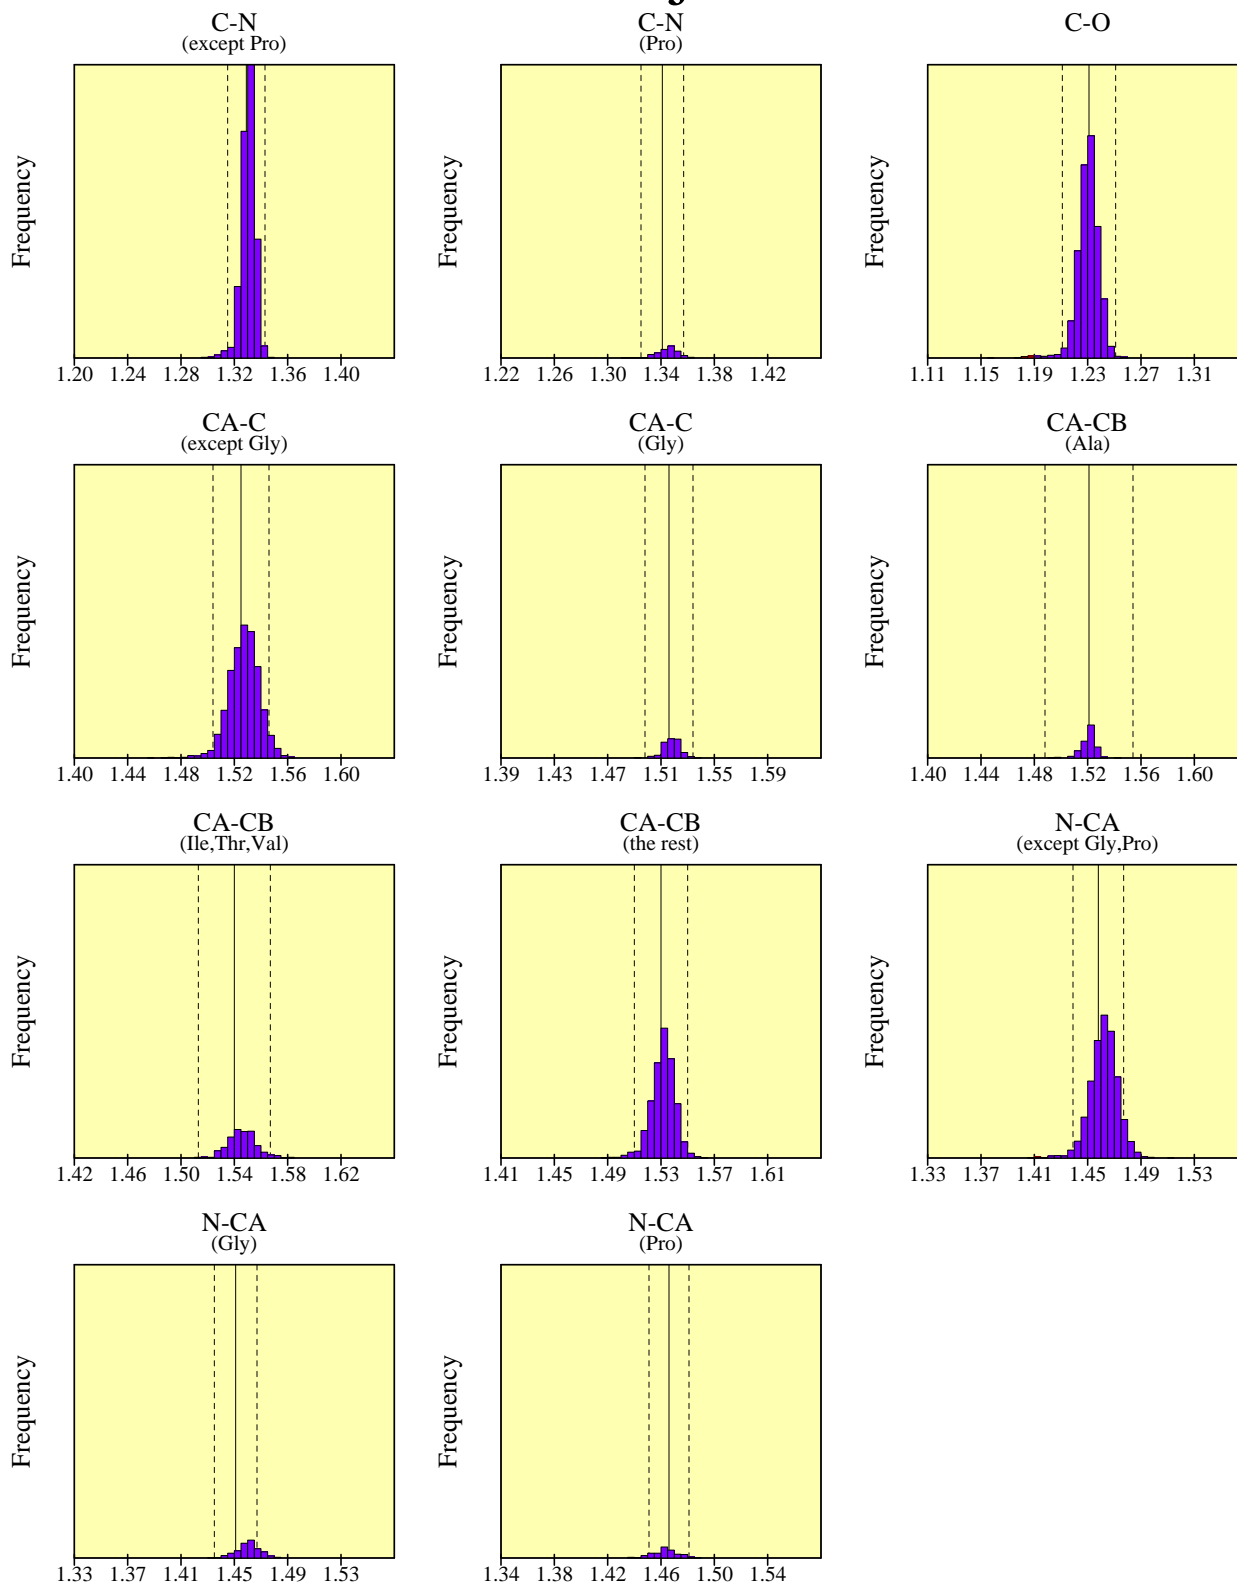 C-N
(except Pro)
C-N
(Pro)
C-O
Frequency
Frequency
Frequency
1.20 1.24 1.28 1.32 1.36 1.40
1.22 1.26 1.30 1.34 1.38 1.42
1.11 1.15 1.19 1.23 1.27 1.31
CA-C
(except Gly)
CA-C
(Gly)
CA-CB
(Ala)
Frequency
Frequency
Frequency
1.40 1.44 1.48 1.52 1.56 1.60
1.39 1.43 1.47 1.51 1.55 1.59
1.40 1.44 1.48 1.52 1.56 1.60
CA-CB
(Ile,Thr,Val)
CA-CB
(the rest)
N-CA
(except Gly,Pro)
Frequency
Frequency
Frequency
1.42 1.46 1.50 1.54 1.58 1.62
1.41 1.45 1.49 1.53 1.57 1.61
1.33 1.37 1.41 1.45 1.49 1.53
N-CA
(Gly)
N-CA
(Pro)
Frequency
Frequency
1.33 1.37 1.41 1.45 1.49 1.53
1.34 1.38 1.42 1.46 1.50 1.54